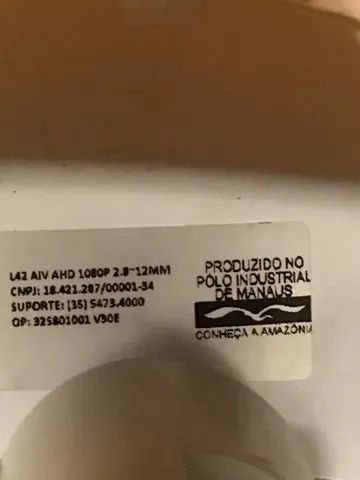 L42 AIV AHD 1080P 2.8~12MM
CNPJ: 18.421.287/00001-34
SUPORTE: (35) 5473.4000
OP: 325801001 V30E
PRODUZIDO NO
PÓLO INDUSTRIAL
DE MANAUS
CONHEÇA A AMAZÔNIA